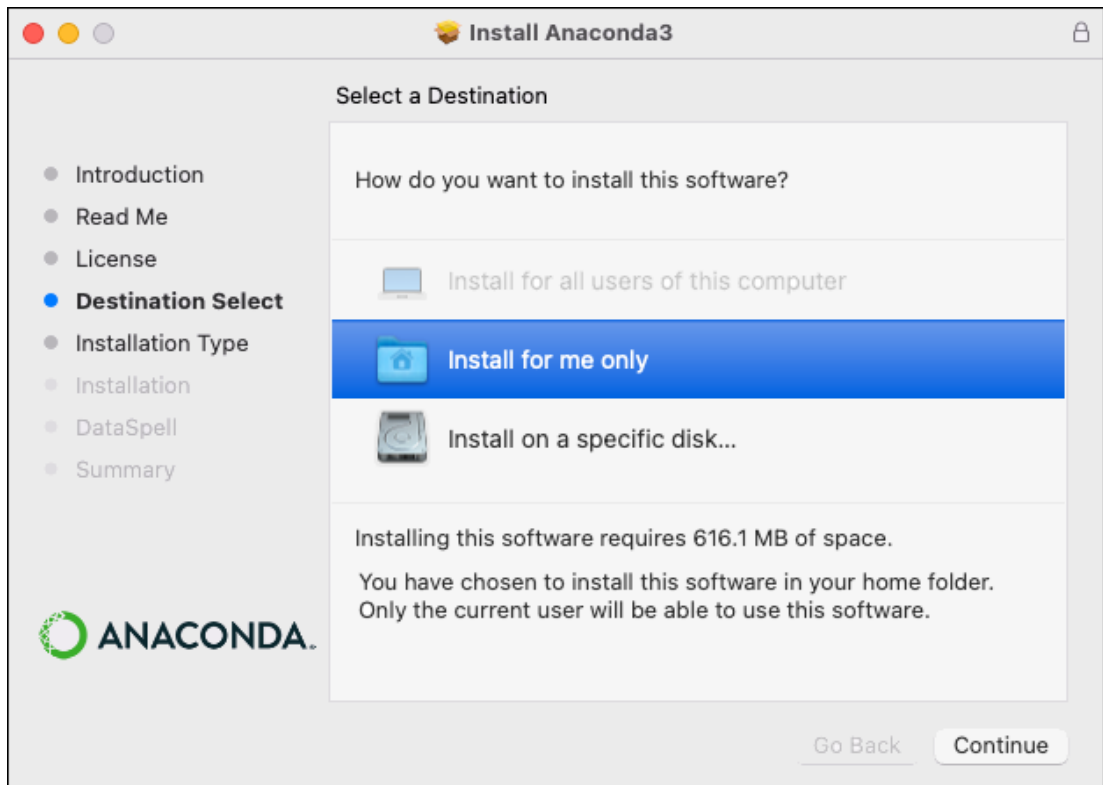 Install Anaconda3
Select a Destination
Introduction
Read Me
License
Destination Select
Installation Type
Installation
DataSpell
Summary
How do you want to install this software?
Install for all users of this computer
Install for me only
Install on a specific disk...
Installing this software requires 616.1 MB of space.
You have chosen to install this software in your home folder.
Only the current user will be able to use this software.
ANACONDA.
Go Back
Continue